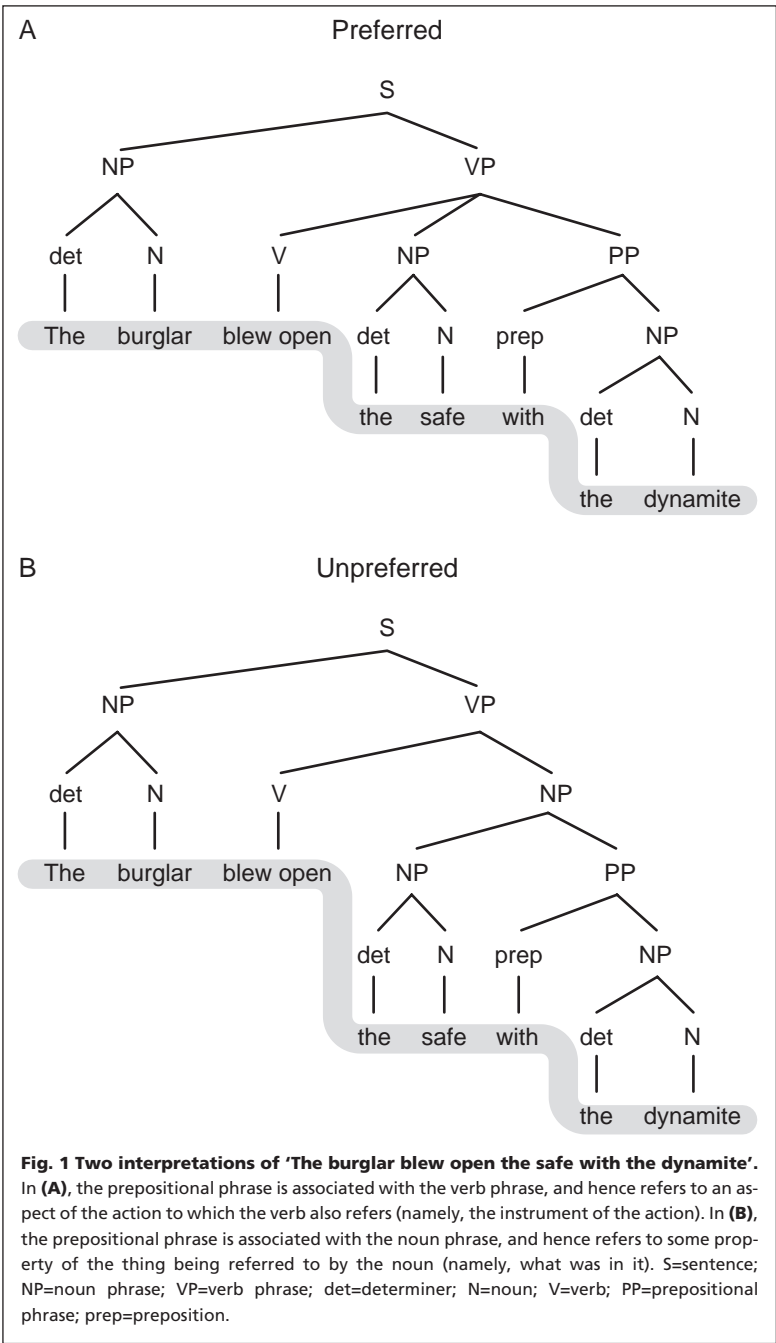 A Preferred
S
NP VP
det N V NP PP
The burglar blew open det N prep NP
the safe with det N
the dynamite
B Unpreferred
S
NP VP
det N V NP
The burglar blew open NP PP
det N prep NP
the safe with det N
the dynamite
Fig. 1 Two interpretations of ‘The burglar blew open the safe with the dynamite’.
In (A), the prepositional phrase is associated with the verb phrase, and hence refers to an as-
pect of the action to which the verb also refers (namely, the instrument of the action). In (B),
the prepositional phrase is associated with the noun phrase, and hence refers to some prop-
erty of the thing being referred to by the noun (namely, what was in it). S=sentence;
NP=noun phrase; VP=verb phrase; det=determiner; N=noun; V=verb; PP=prepositional
phrase; prep=preposition.